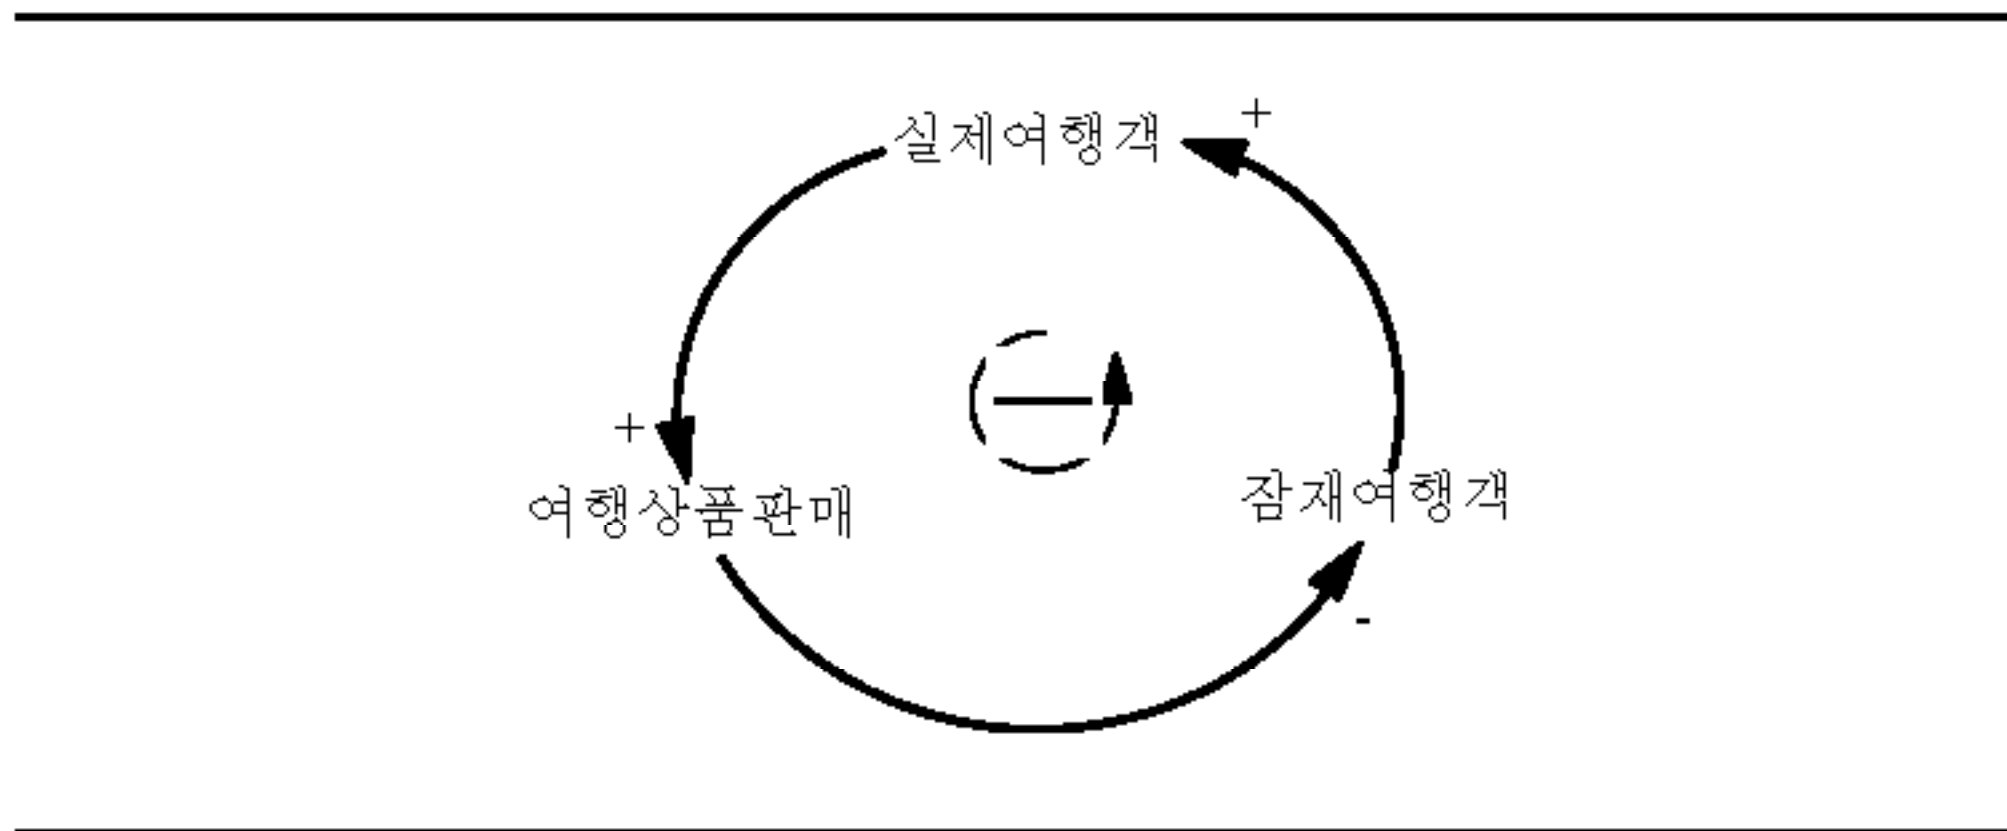 +
실제여행객
+
여행상품판매
잠재여행객
-